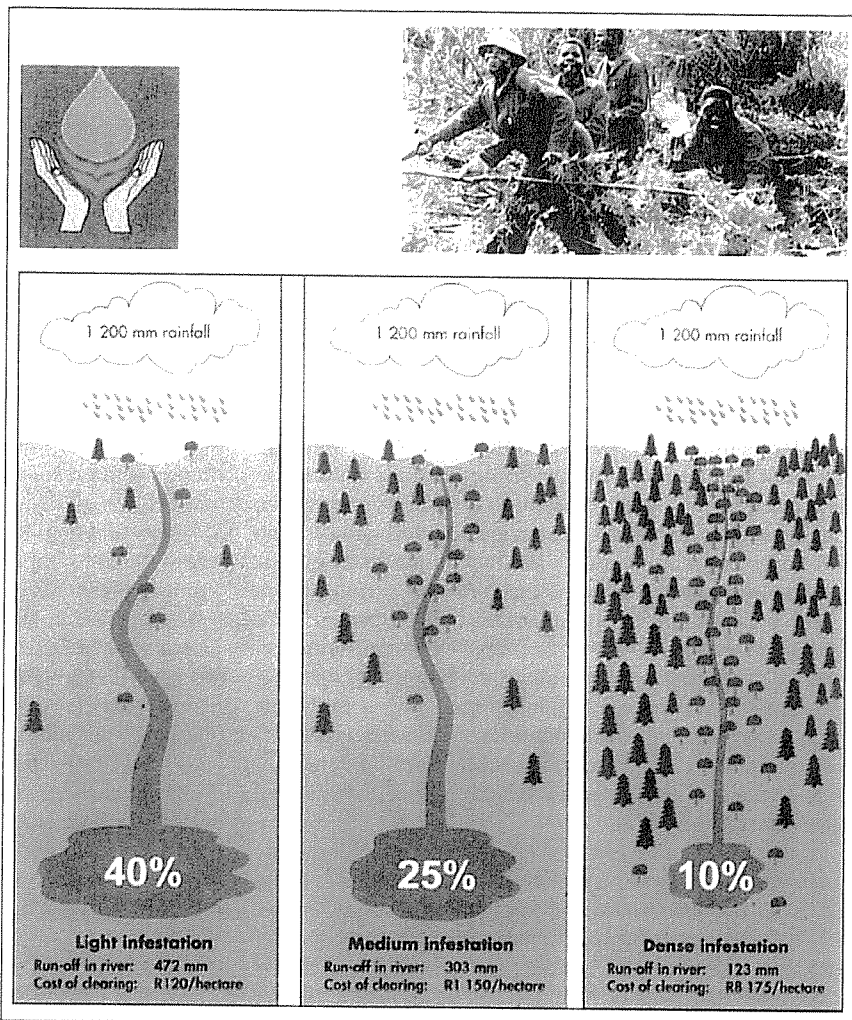 1 200 mm rainfall
40%
Light infestation
Run-off in river: 472 mm
Cost of clearing: R120/hectare
1 200 mm rainfall
25%
Medium infestation
Run-off in river: 303 mm
Cost of clearing: R1 150/hectare
1 200 mm rainfall
10%
Dense infestation
Run-off in river: 123 mm
Cost of clearing: R8 175/hectare